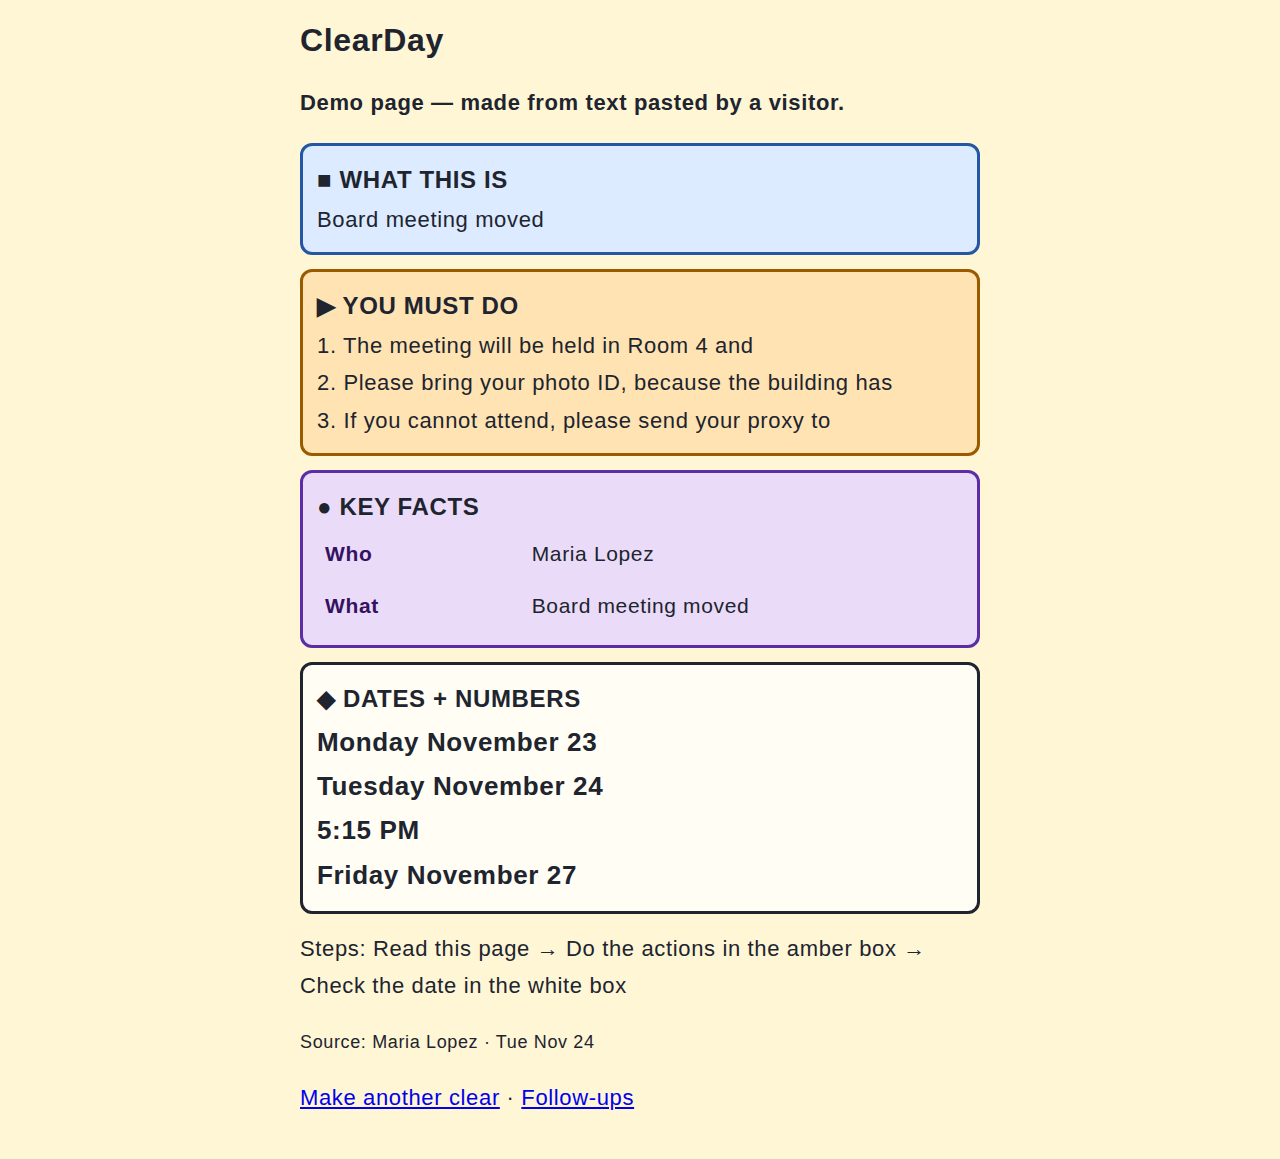 ClearDay
Demo page — made from text pasted by a visitor.
■ WHAT THIS IS
Board meeting moved
▶ YOU MUST DO
1. The meeting will be held in Room 4 and
2. Please bring your photo ID, because the building has
3. If you cannot attend, please send your proxy to
● KEY FACTS
Who Maria Lopez
What Board meeting moved
◆ DATES + NUMBERS
Monday November 23
Tuesday November 24
5:15 PM
Friday November 27
Steps: Read this page → Do the actions in the amber box →
Check the date in the white box
Source: Maria Lopez · Tue Nov 24
Make another clear · Follow-ups